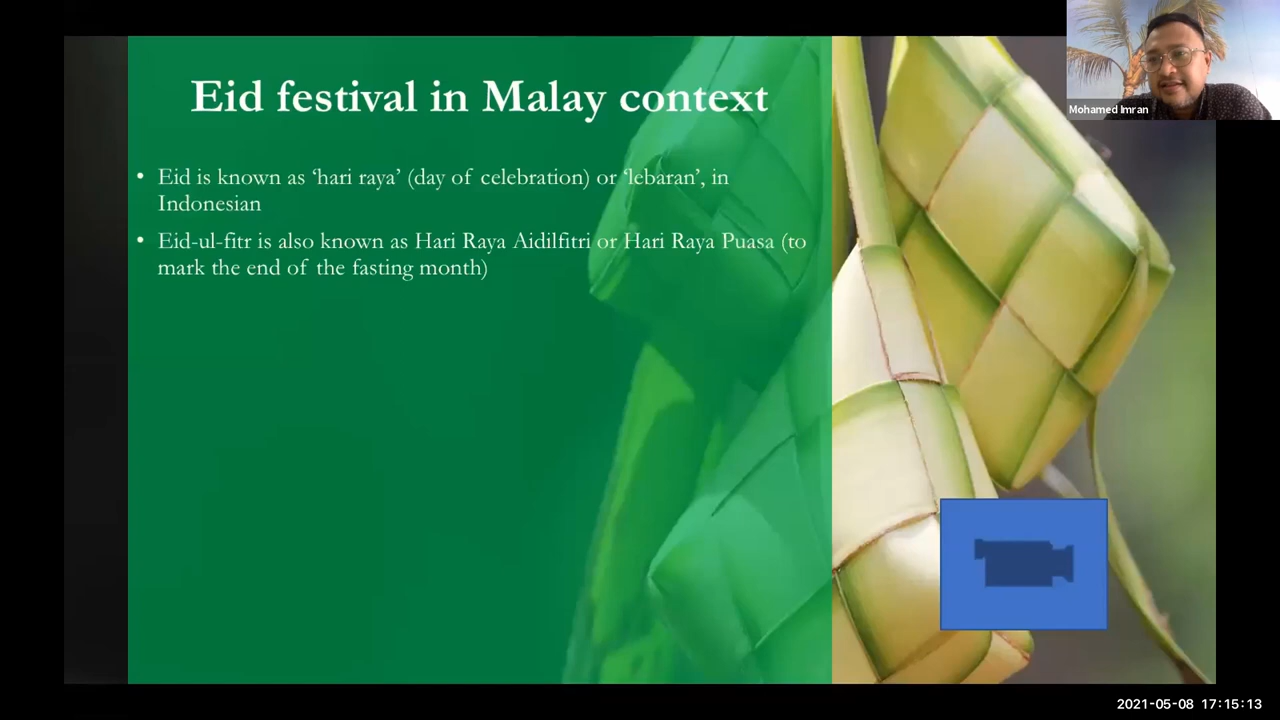 Eid festival in Malay context
• Eid is known as ‘hari raya’ (day of celebration) or ‘lebaran’, in
Indonesian
• Eid-ul-fitr is also known as Hari Raya Aidilfitri or Hari Raya Puasa (to
mark the end of the fasting month)
Mohamed Imran
2021-05-08 17:15:13